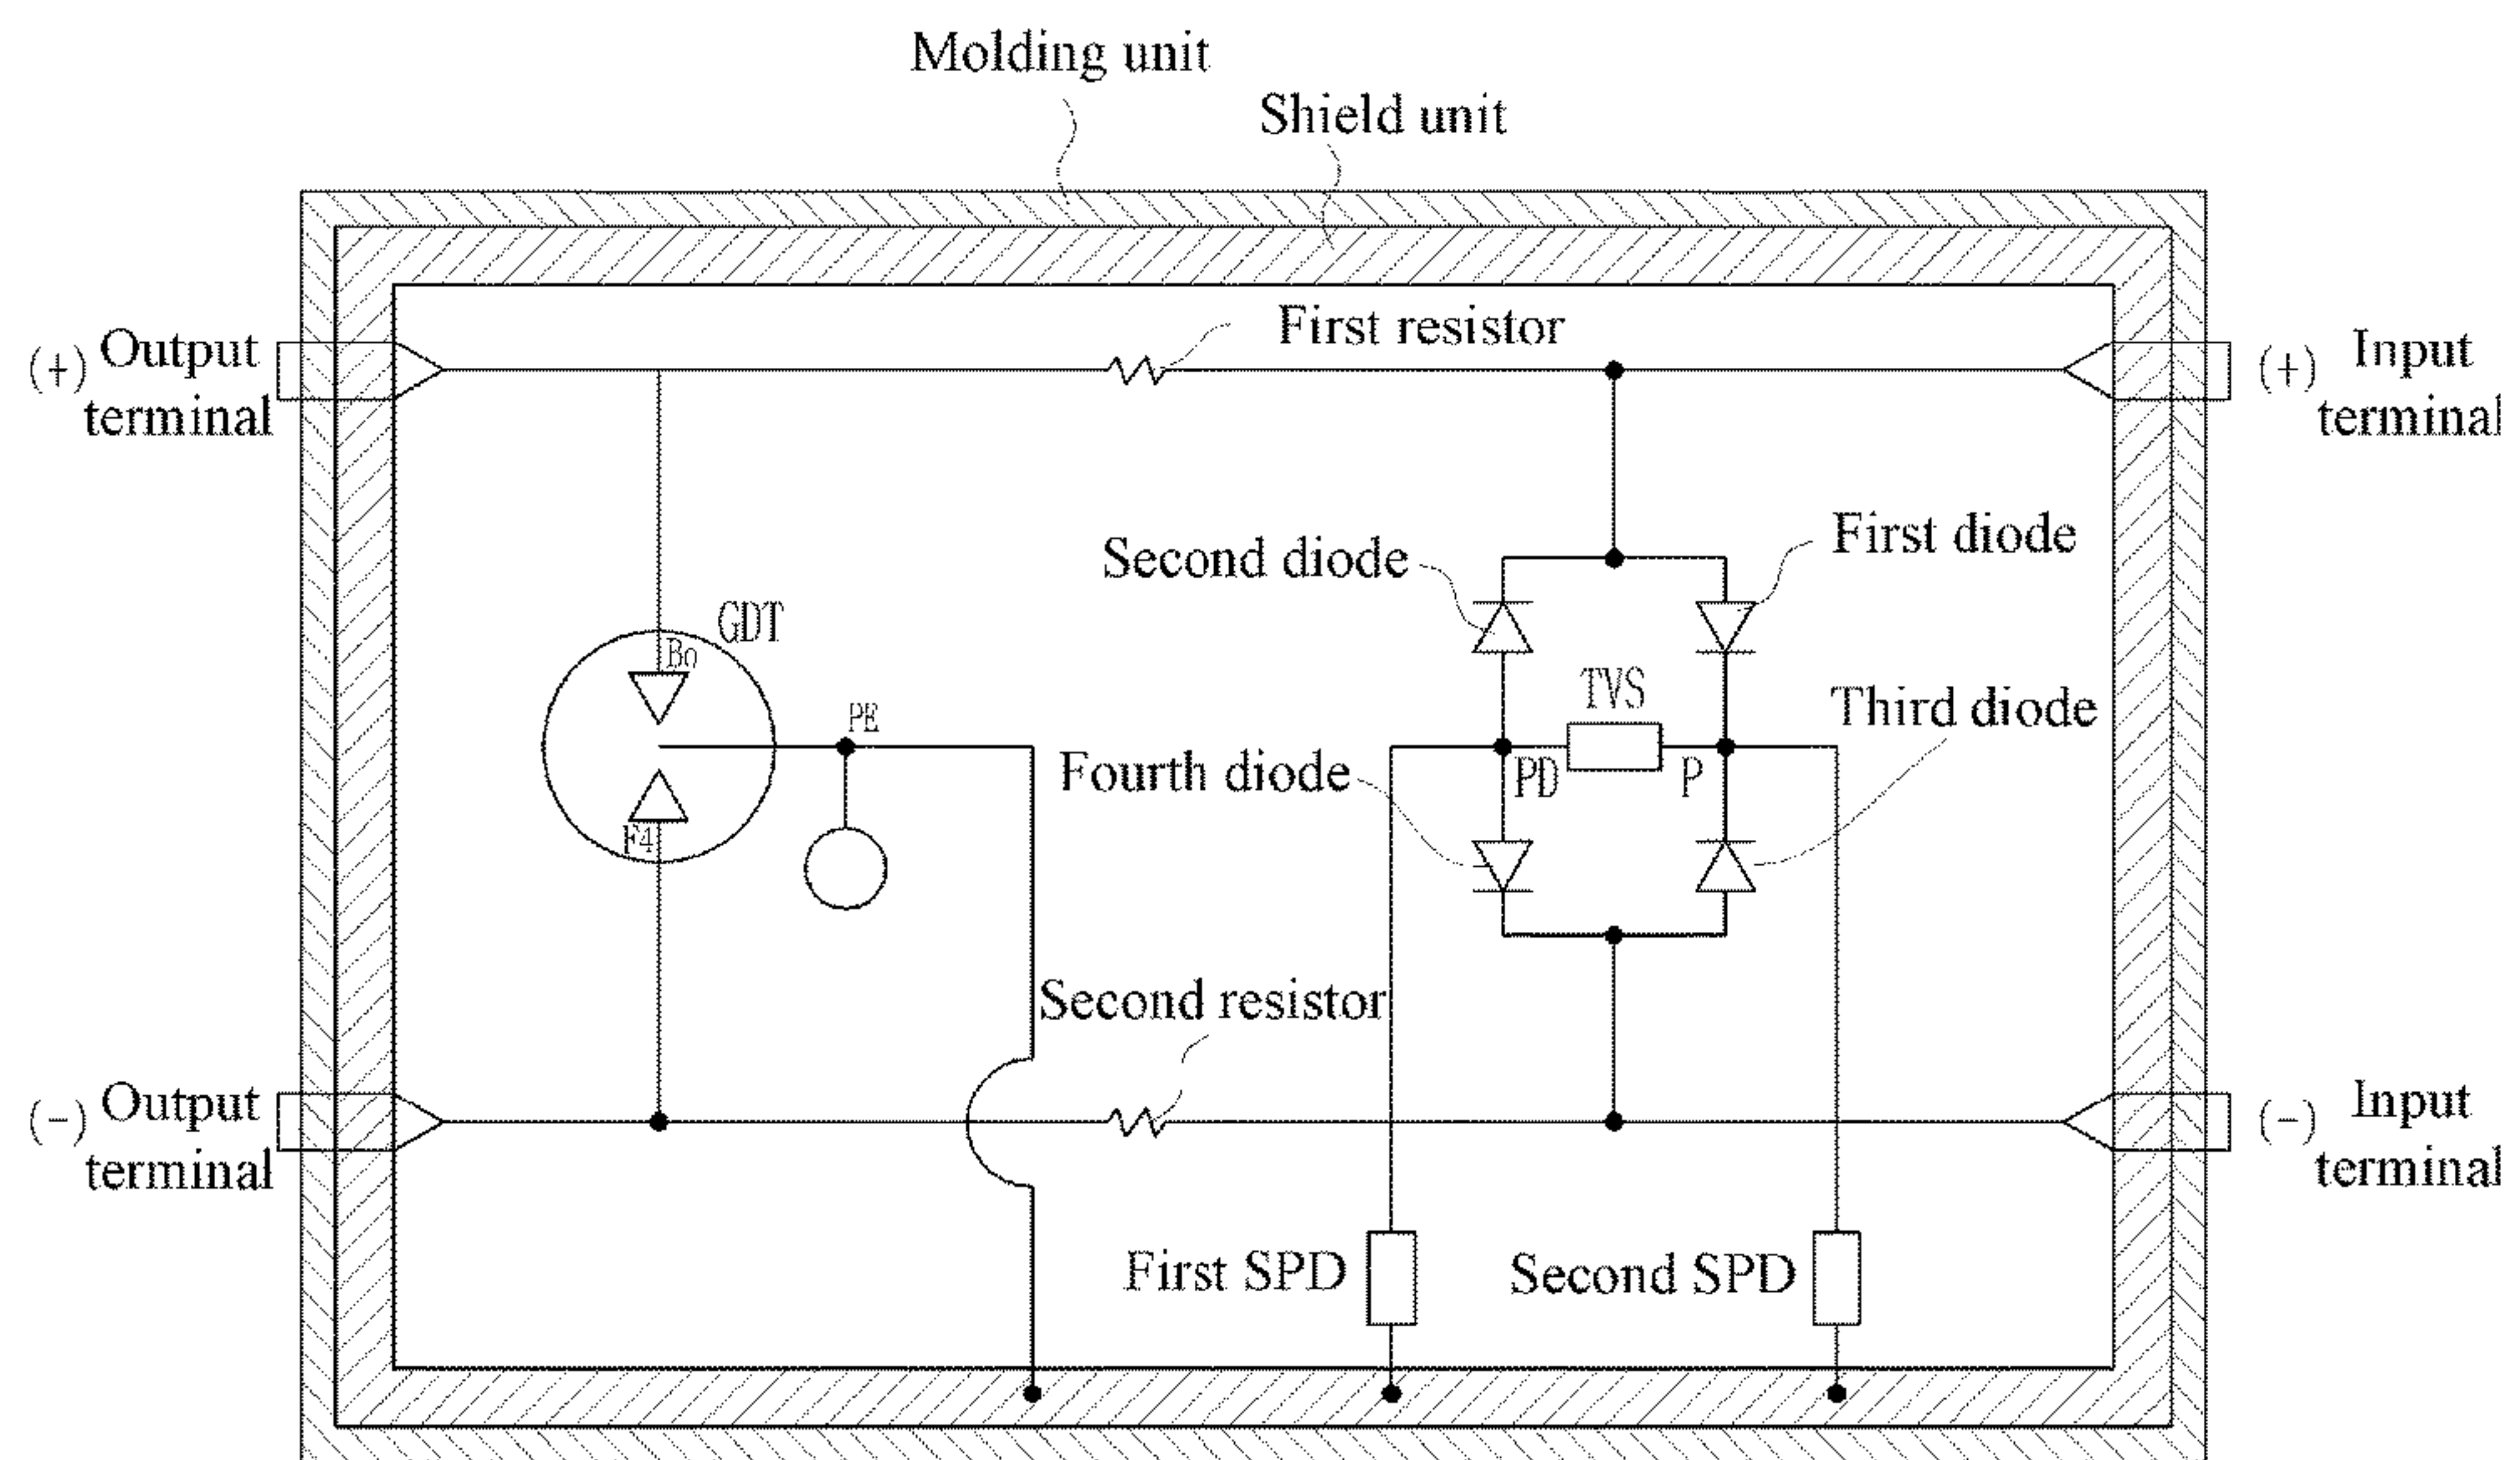 Molding unit
Shield unit
First resistor
(+) Output
terminal
(+) Input
terminal
Second diode
First diode
GDT
Bo
TVS
PE
Third diode
Fourth diode
PD
P
F4
Second resistor
(-) Output
terminal
(-) Input
terminal
First SPD
Second SPD